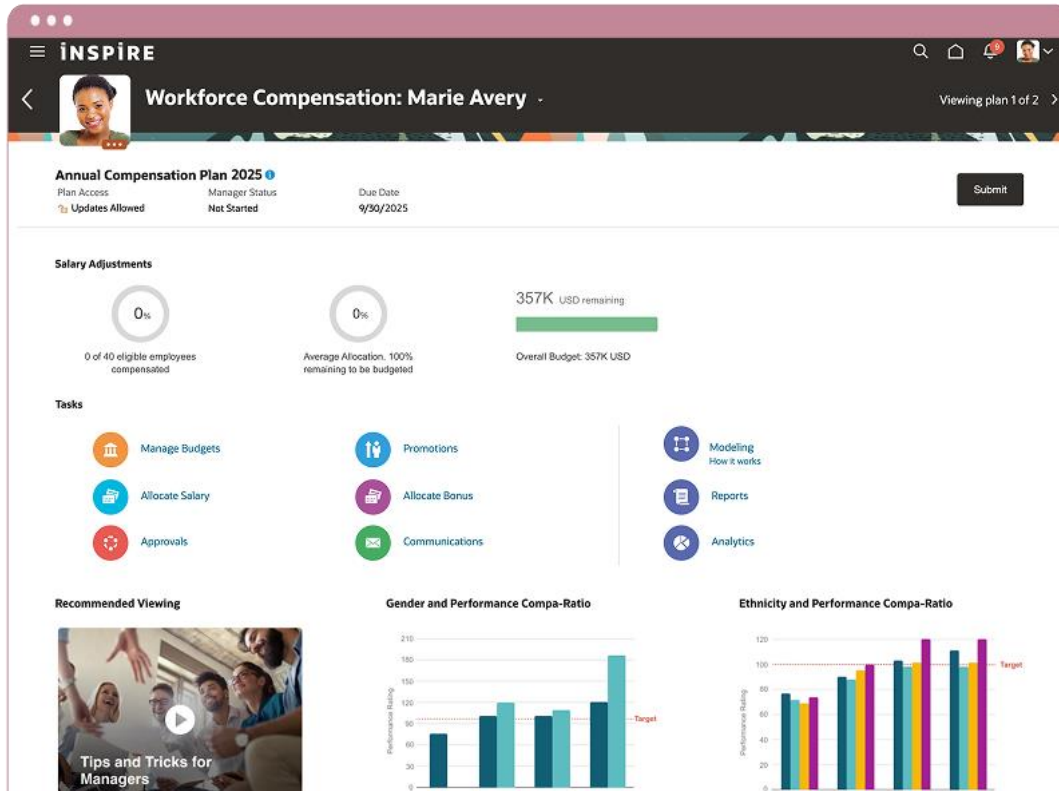 iNSPiRE
9
Workforce Compensation: Marie Avery
Viewing plan 1 of 2
Annual Compensation Plan 2025
Plan Access
Manager Status
Due Date
Updates Allowed
Not Started
9/30/2025
Submit
Salary Adjustments
0%
0%
357K USD remaining
0 of 40 eligible employees
compensated
Average Allocation. 100%
remaining to be budgeted
Overall Budget: 357K USD
Tasks
Manage Budgets
Promotions
Modeling
How it works
Allocate Salary
Allocate Bonus
Reports
Approvals
Communications
Analytics
Recommended Viewing
Tips and Tricks for
Managers
Gender and Performance Compa-Ratio
Performance Rating
210
180
150
120
90
60
30
0
Target
Ethnicity and Performance Compa-Ratio
Performance Rating
120
100
80
60
40
20
0
Target